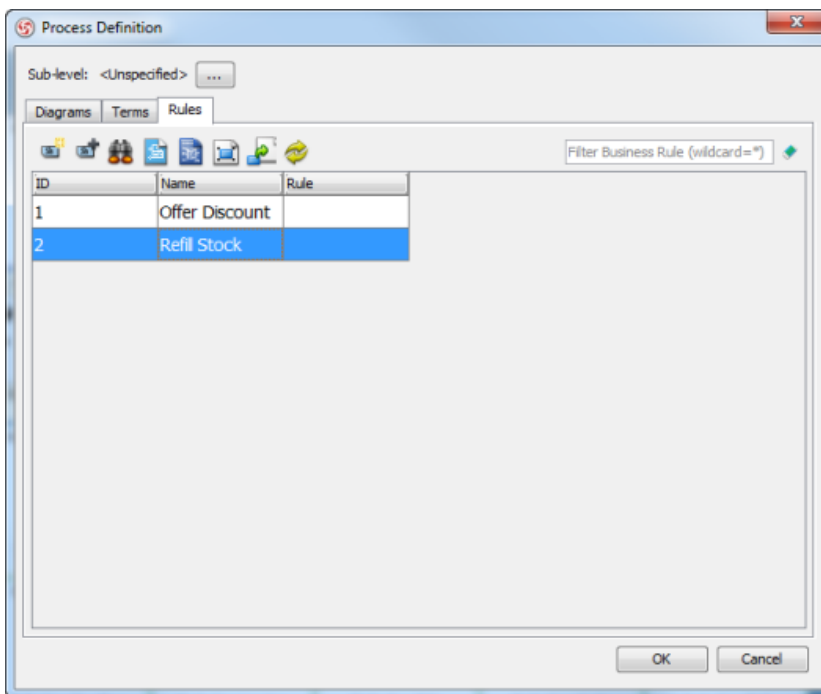 Process Definition
Sub-level: <Unspecified> ...
Diagrams Terms Rules
Filter Business Rule (wildcard=*)
ID Name Rule
1 Offer Discount
2 Refill Stock
OK Cancel